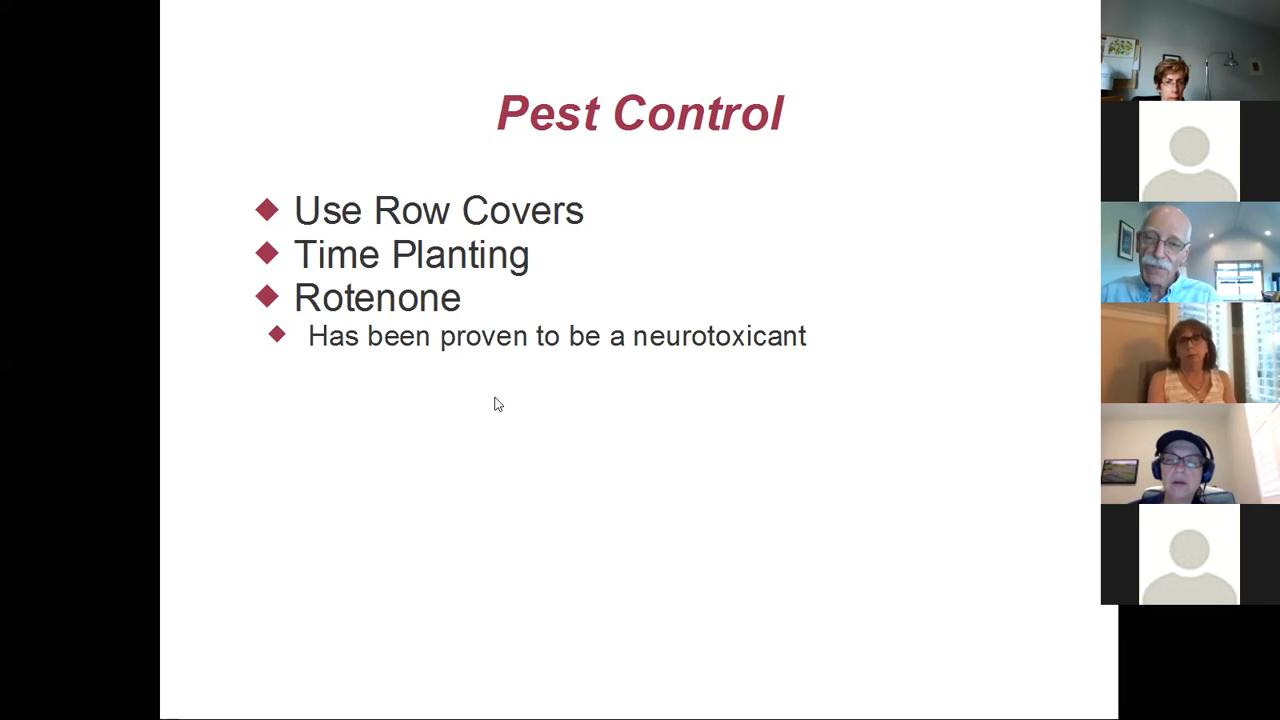 Pest Control
Use Row Covers
Time Planting
Rotenone
Has been proven to be a neurotoxicant